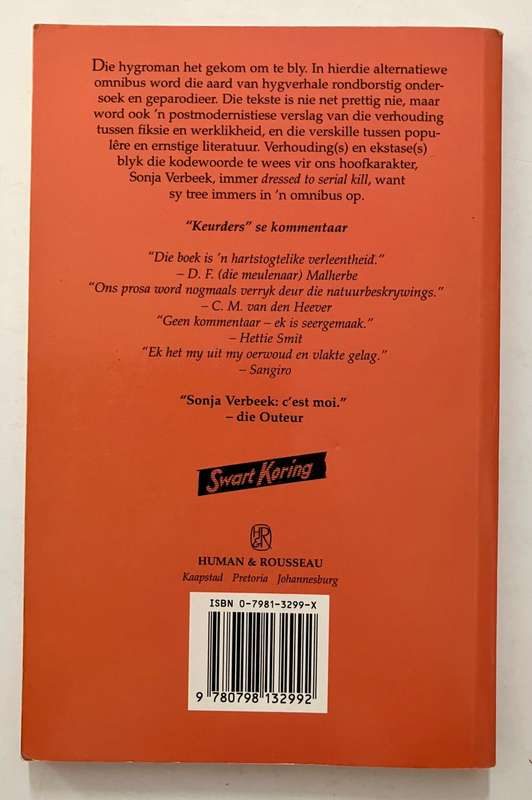 Die hygroman het gekom om te bly. In hierdie alternatiewe
omnibus word die aard van hygverhale rondborstig onder-
soek en geparodieer. Die tekste is nie net prettig nie, maar
word ook 'n postmodernistiese verslag van die verhouding
tussen fiksie en werklikheid, en die verskille tussen popu-
lêre en ernstige literatuur. Verhouding(s) en ekstase(s)
blyk die kodewoorde te wees vir ons hoofkarakter,
Sonja Verbeek, immer dressed to serial kill, want
sy tree immers in 'n omnibus op.
"Keurders" se kommentaar
"Die boek is 'n hartstogtelike verleentheid."
– D. F. (die meulenaar) Malherbe
"Ons prosa word nogmaals verryk deur die natuurbeskrywings."
– C. M. van den Heever
"Geen kommentaar – ek is seergemaak."
– Hettie Smit
"Ek het my uit my oerwoud en vlakte gelag."
– Sangiro
"Sonja Verbeek: c'est moi."
– die Outeur
Swart Koring
H&R
HUMAN & ROUSSEAU
Kaapstad Pretoria Johannesburg
ISBN 0-7981-3299-X
9 780798 132992